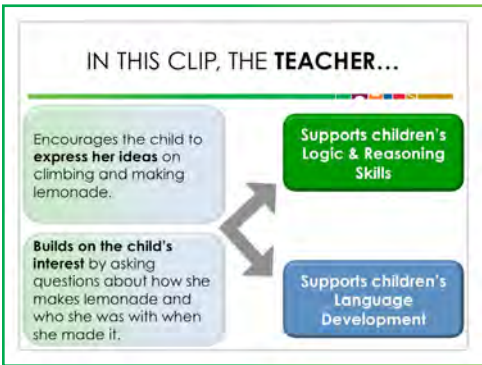 IN THIS CLIP, THE TEACHER...
Encourages the child to
express her ideas on
climbing and making
lemonade.
Builds on the child's
interest by asking
questions about how she
makes lemonade and
who she was with when
she made it.
Supports children's
Logic & Reasoning
Skills
Supports children's
Language
Development